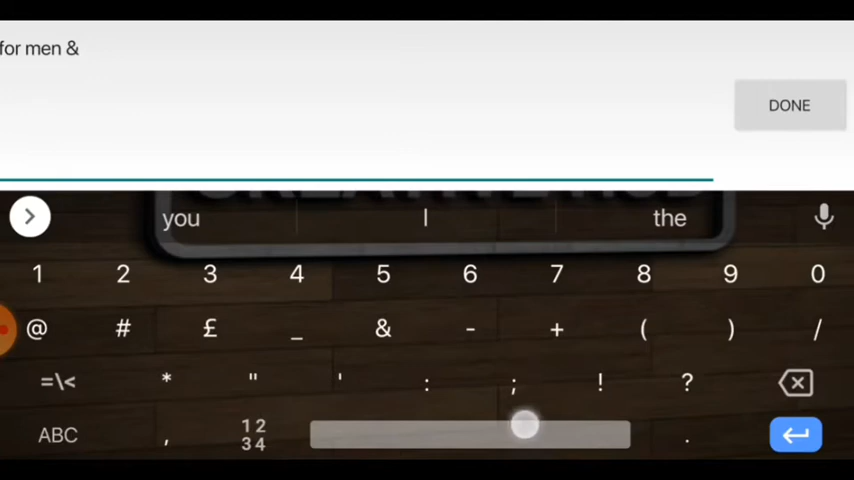 for men &
DONE
you I the
1 2 3 4 5 6 7 8 9 0
@ # £ _ & - + ( ) /
=\< * " ' : ; ! ?
ABC , 12 34 .